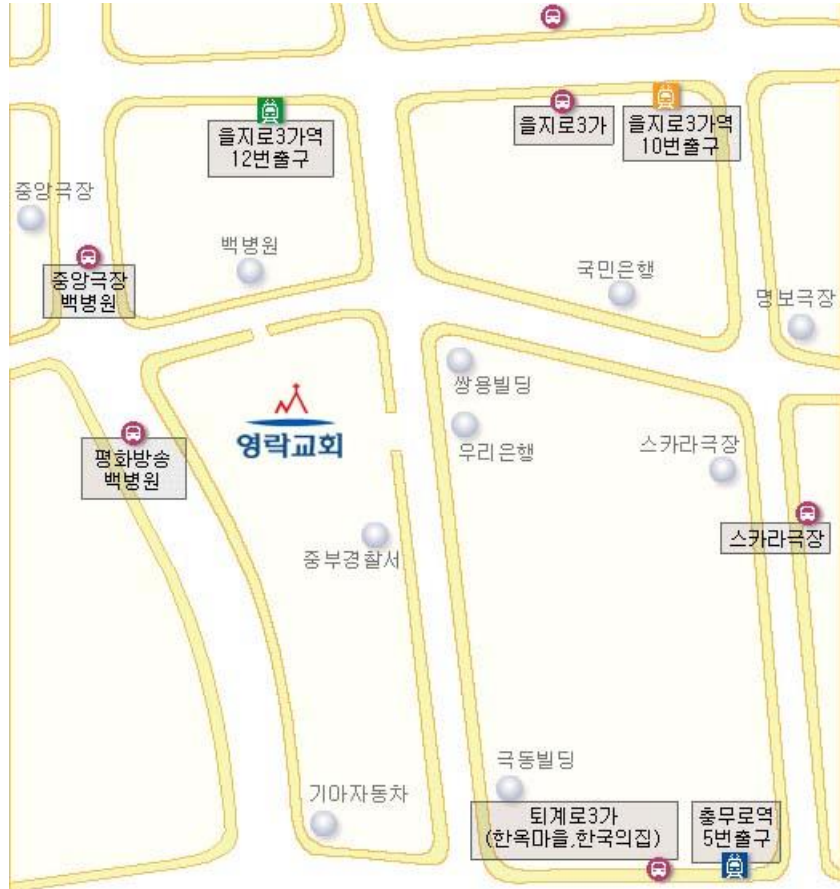 을지로3가역
12번출구
을지로3가
을지로3가역
10번출구
중앙극장
백병원
중앙극장
백병원
국민은행
명보극장
쌍용빌딩
영락교회
우리은행
스카라극장
평화방송
백병원
스카라극장
중부경찰서
극동빌딩
기아자동차
퇴계로3가
(한옥마을,한국의집)
충무로역
5번출구